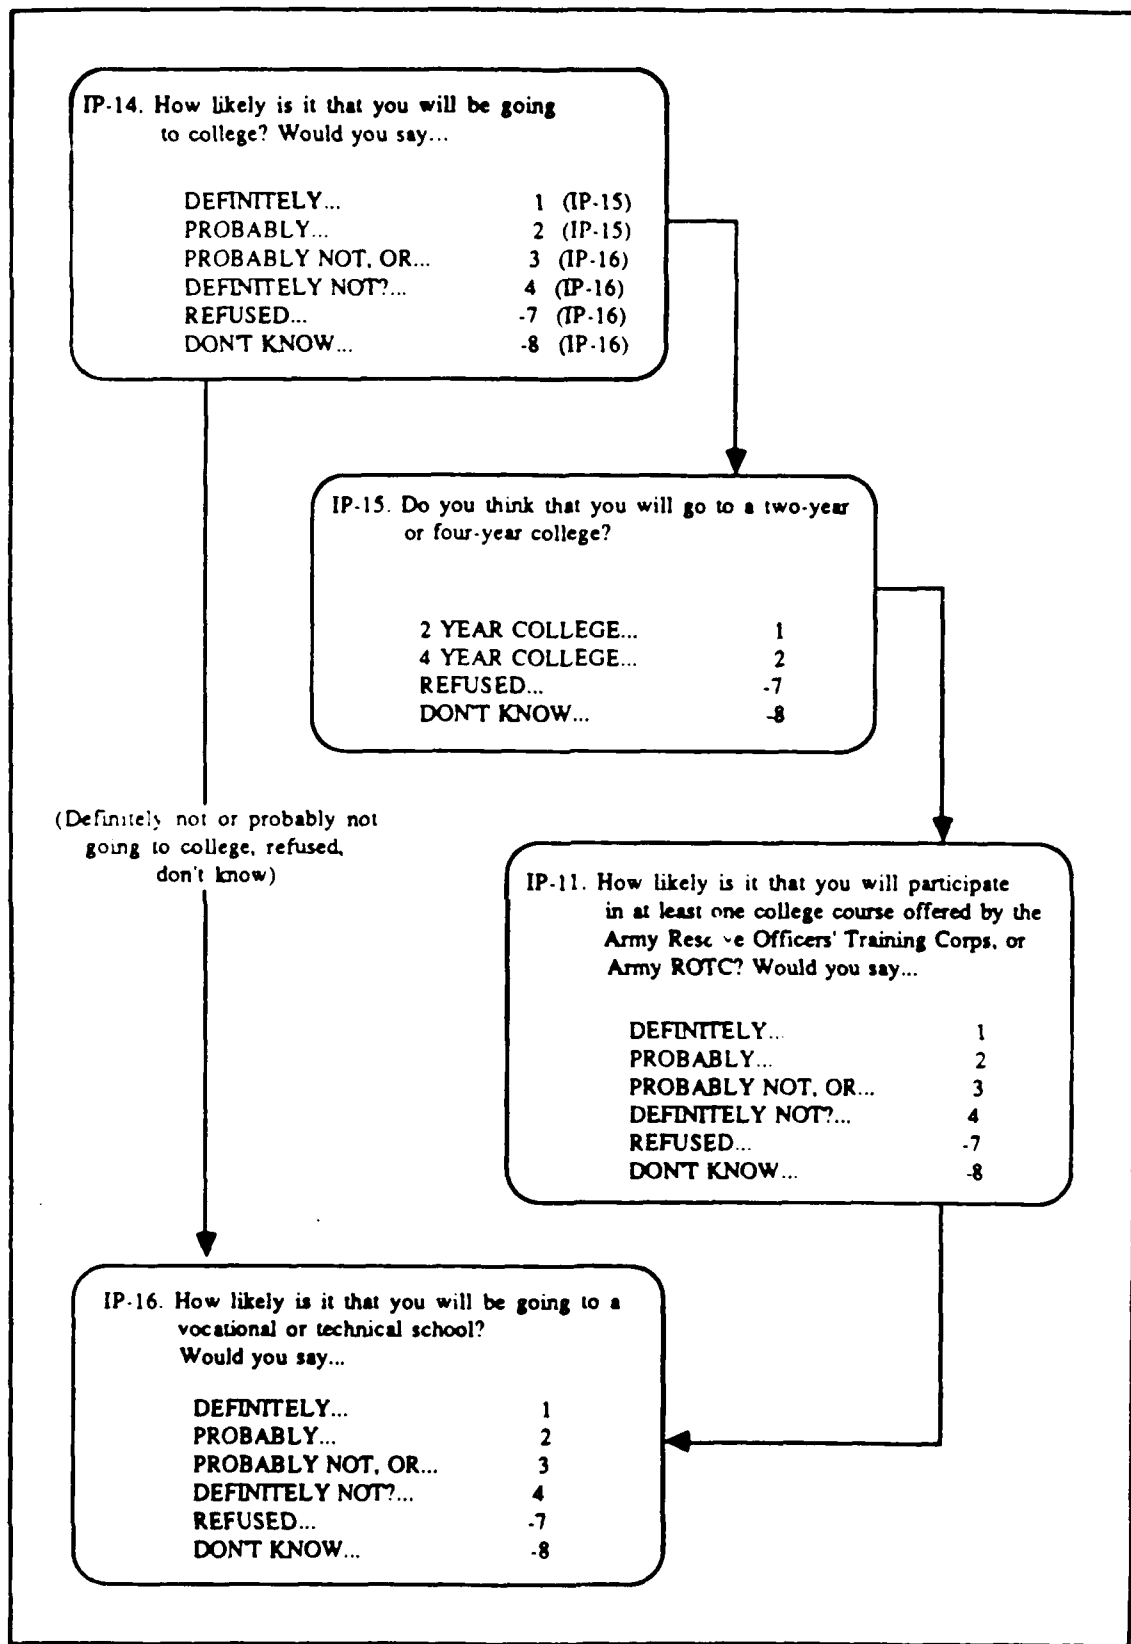 IP-14. How likely is it that you will be going
to college? Would you say...
DEFINITELY... 1 (IP-15)
PROBABLY... 2 (IP-15)
PROBABLY NOT, OR... 3 (IP-16)
DEFINITELY NOT?... 4 (IP-16)
REFUSED... -7 (IP-16)
DON'T KNOW... -8 (IP-16)
IP-15. Do you think that you will go to a two-year
or four-year college?
2 YEAR COLLEGE... 1
4 YEAR COLLEGE... 2
REFUSED... -7
DON'T KNOW... -8
(Definitely not or probably not
going to college, refused,
don't know)
IP-11. How likely is it that you will participate
in at least one college course offered by the
Army Reserve Officers' Training Corps, or
Army ROTC? Would you say...
DEFINITELY... 1
PROBABLY... 2
PROBABLY NOT, OR... 3
DEFINITELY NOT?... 4
REFUSED... -7
DON'T KNOW... -8
IP-16. How likely is it that you will be going to a
vocational or technical school?
Would you say...
DEFINITELY... 1
PROBABLY... 2
PROBABLY NOT, OR... 3
DEFINITELY NOT?... 4
REFUSED... -7
DON'T KNOW... -8